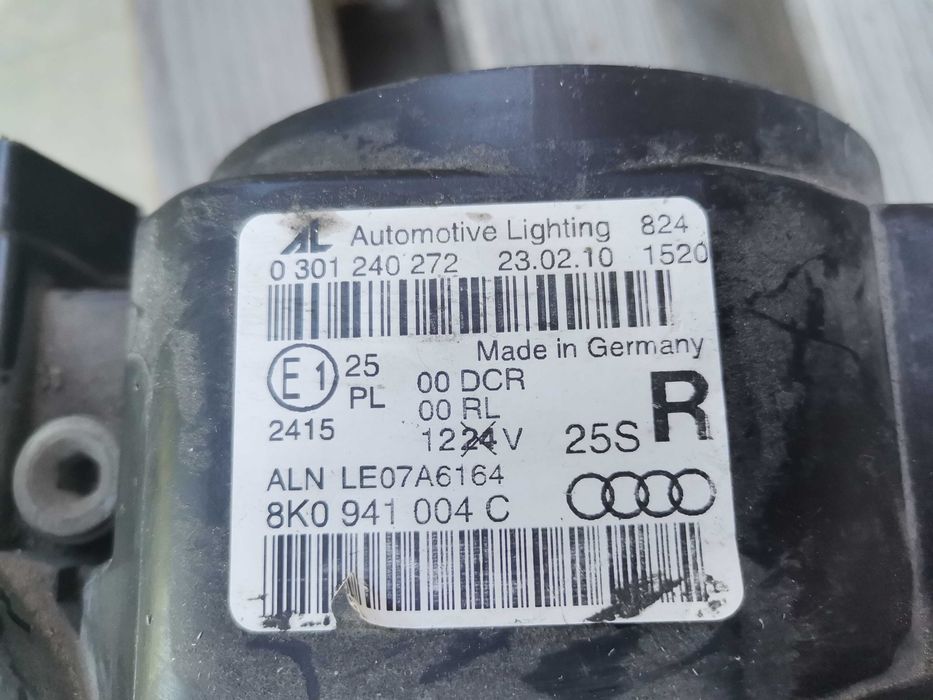 AL Automotive Lighting 824
0 301 240 272 23.02.10 1520
Made in Germany
E1 25 00 DCR
PL 00 RL R
2415 1224V 25S
ALN LE07A6164
8K0 941 004 C